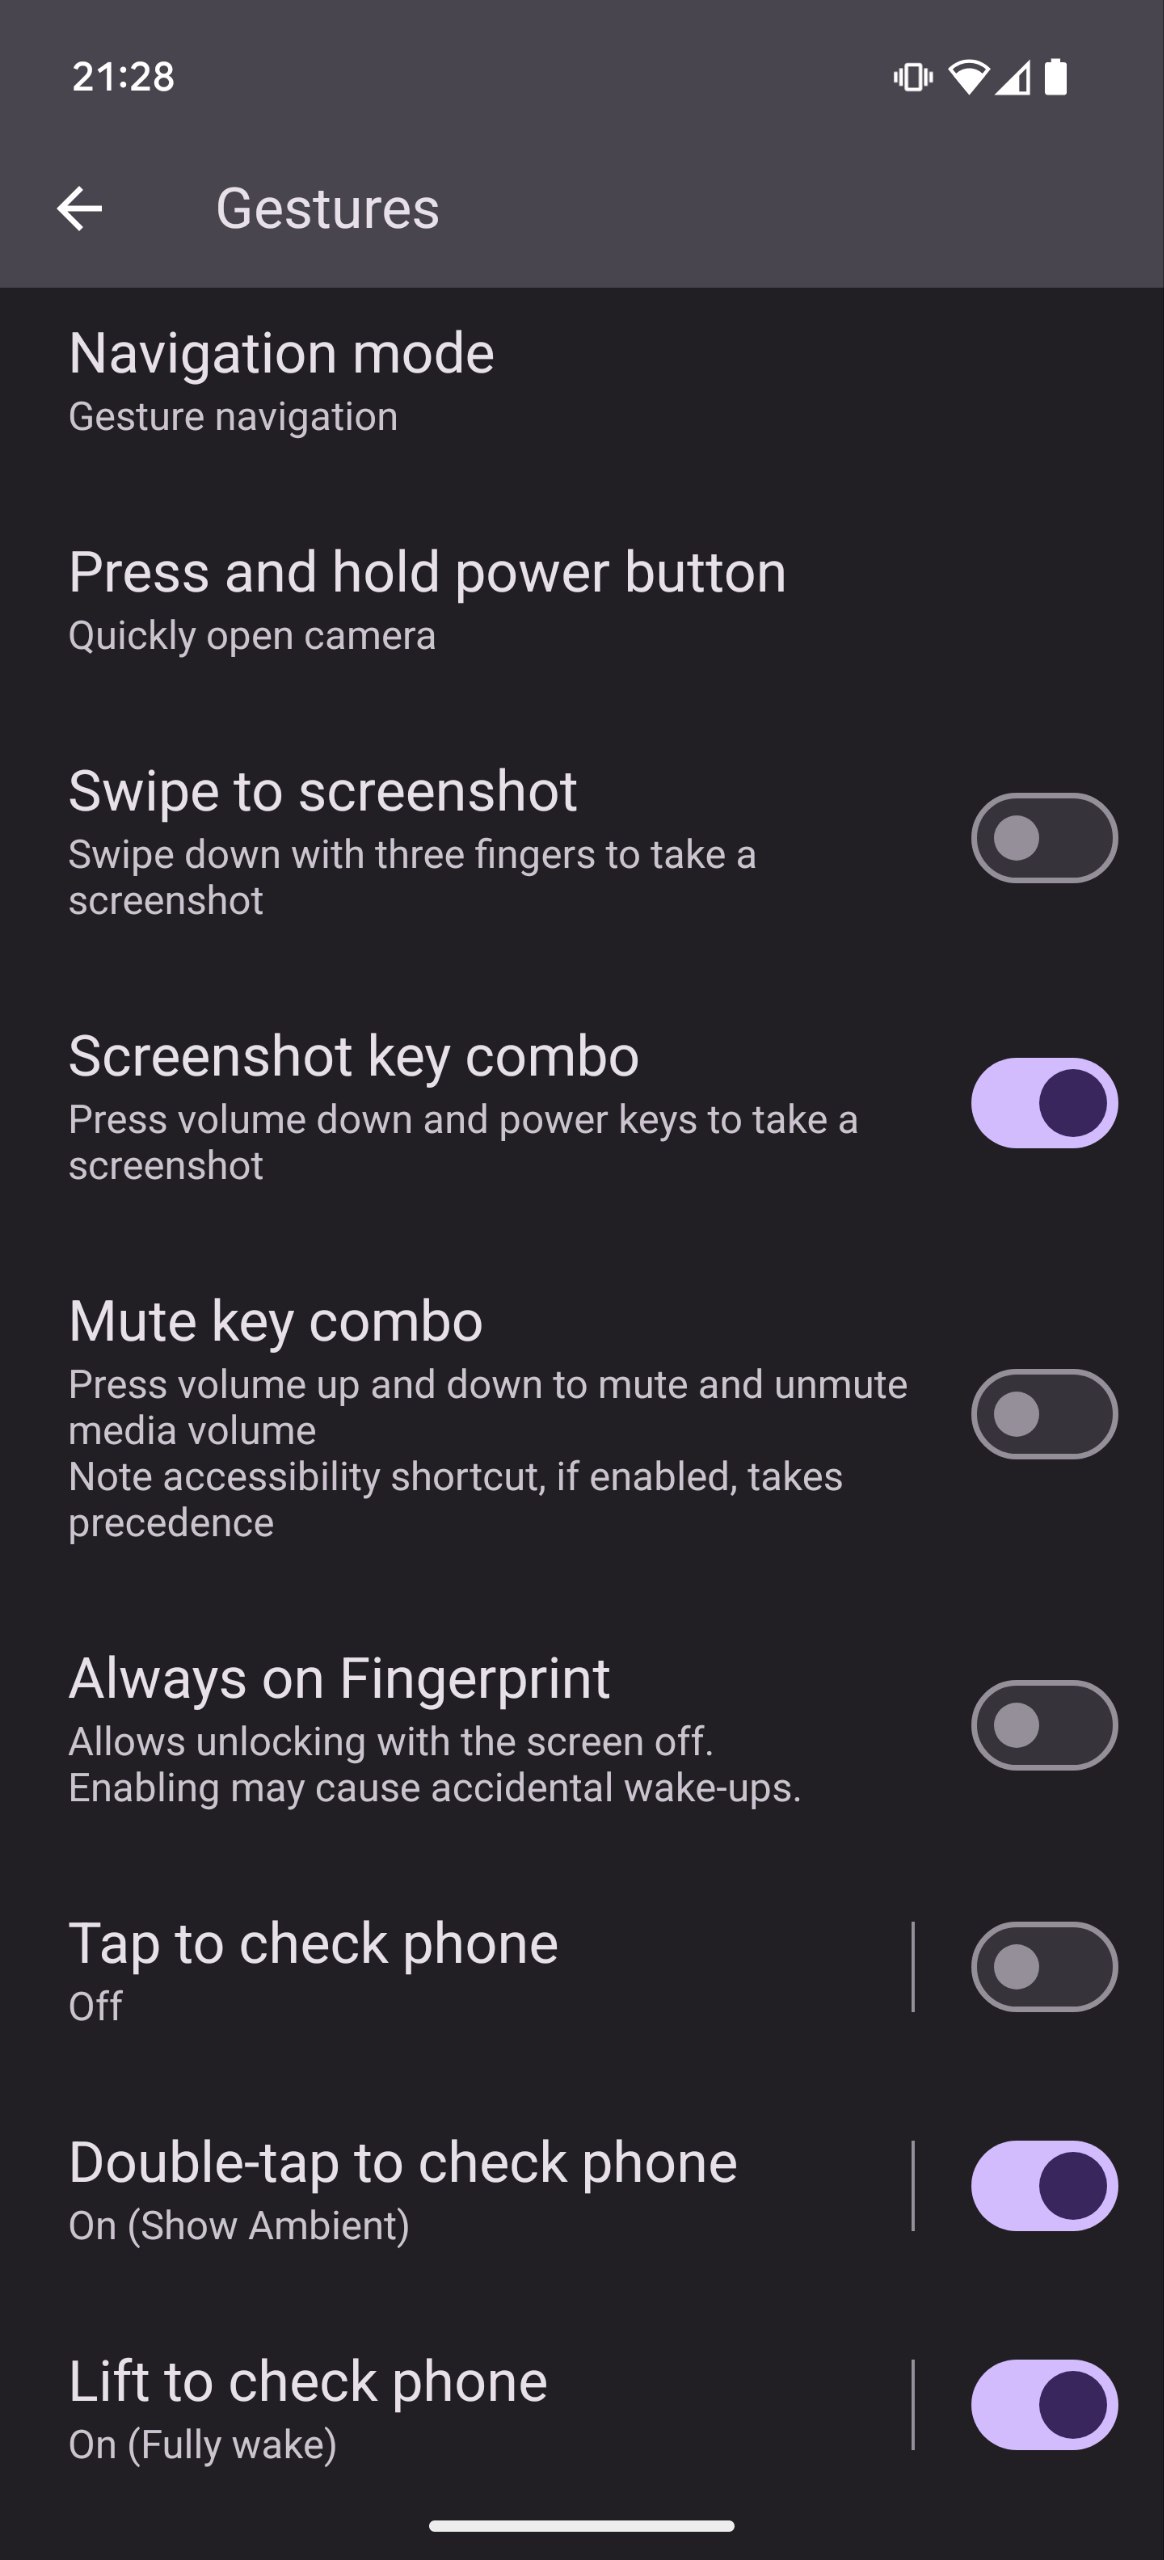 21:28
Gestures
Navigation mode
Gesture navigation
Press and hold power button
Quickly open camera
Swipe to screenshot
Swipe down with three fingers to take a
screenshot
Screenshot key combo
Press volume down and power keys to take a
screenshot
Mute key combo
Press volume up and down to mute and unmute
media volume
Note accessibility shortcut, if enabled, takes
precedence
Always on Fingerprint
Allows unlocking with the screen off.
Enabling may cause accidental wake-ups.
Tap to check phone
Off
Double-tap to check phone
On (Show Ambient)
Lift to check phone
On (Fully wake)